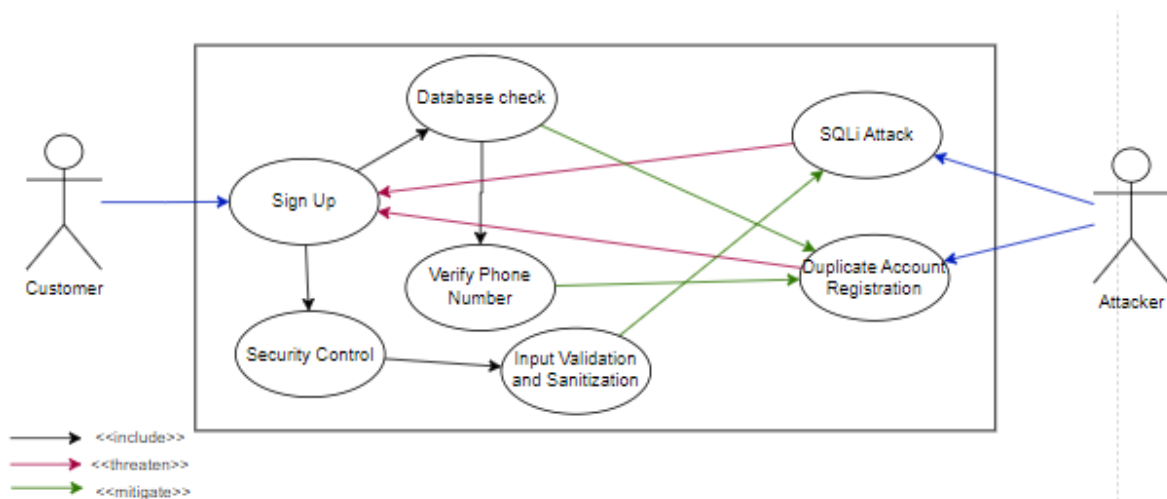 Database check
SQLi Attack
Sign Up
Customer
Verify Phone
Number
Duplicate Account
Registration
Attacker
Security Control
Input Validation
and Sanitization
<<include>>
<<threaten>>
<<mitigate>>